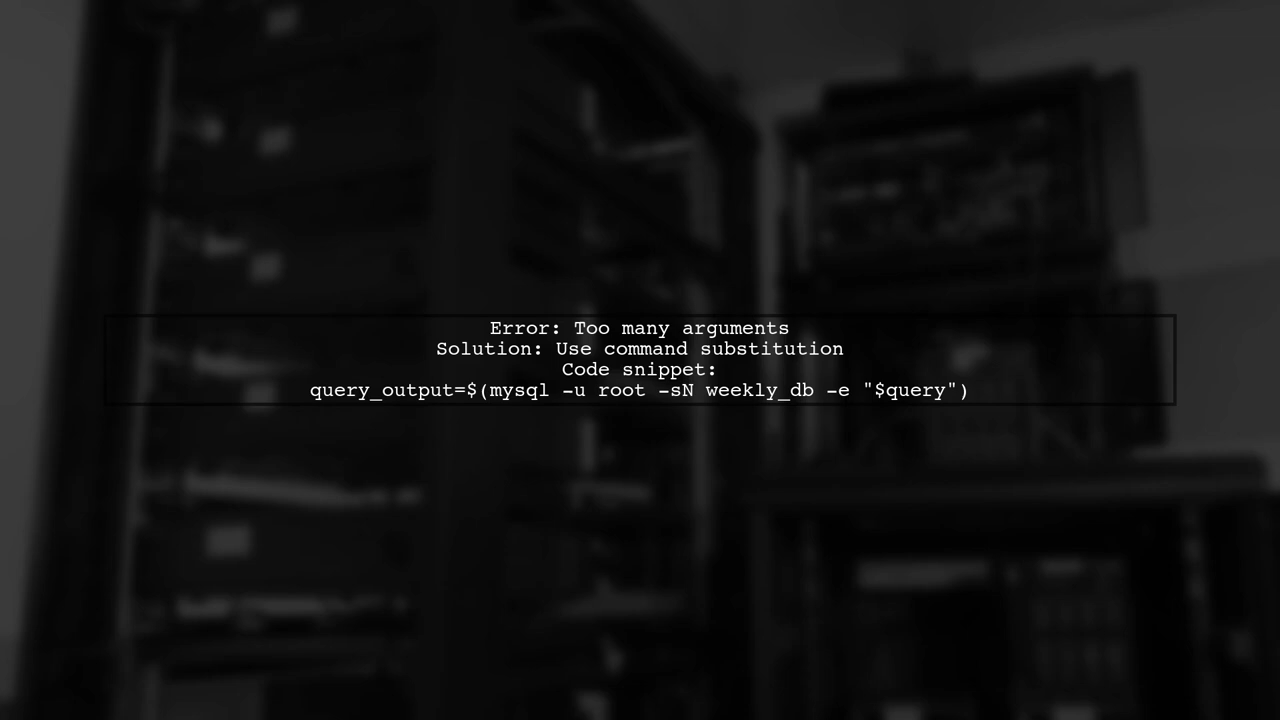 Error: Too many arguments
Solution: Use command substitution
Code snippet:
query_output=$(mysql -u root -sN weekly_db -e "$query")